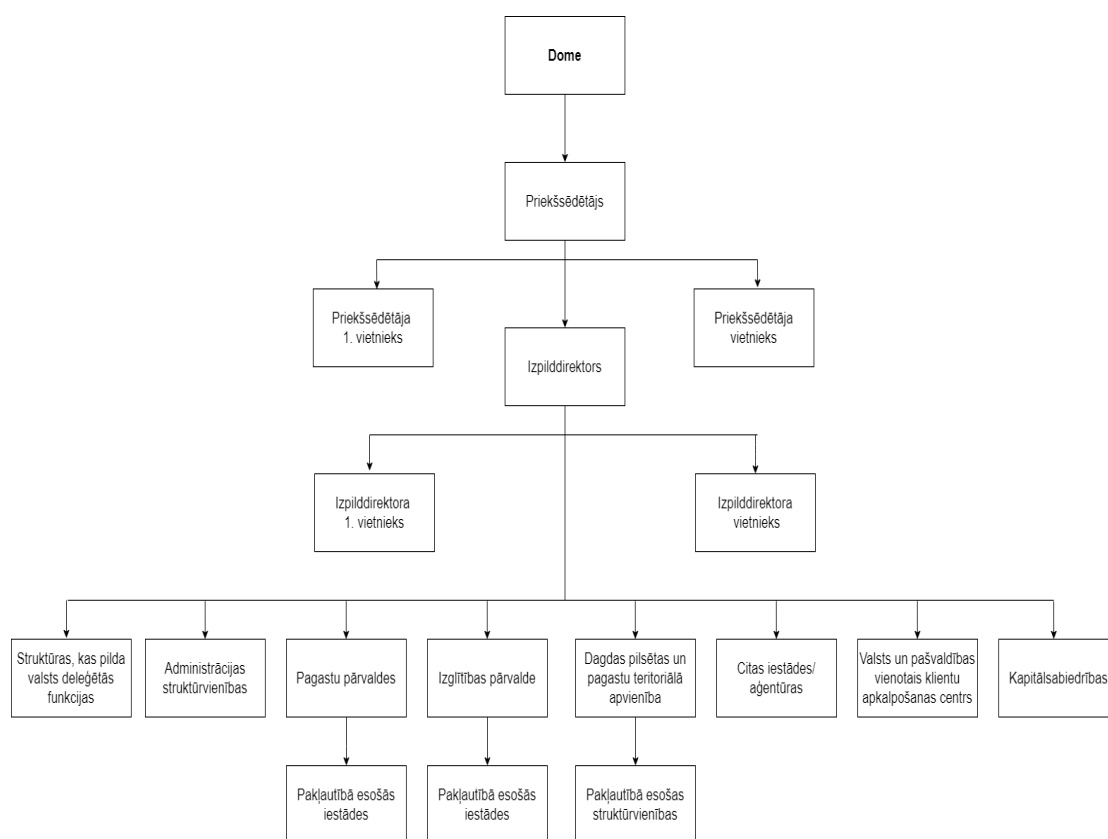 Dome
Priekšsēdētājs
Priekšsēdētāja
1. vietnieks
Priekšsēdētāja
vietnieks
Izpilddirektors
Izpilddirektora
1. vietnieks
Izpilddirektora
vietnieks
Struktūras, kas pilda
valsts deleģētās
funkcijas
Administrācijas
struktūrvienības
Pagastu pārvaldes
Izglītības pārvalde
Dagdas pilsētas un
pagastu teritoriālā
apvienība
Citas iestādes/
aģentūras
Valsts un pašvaldības
vienotais klientu
apkalpošanas centrs
Kapitālsabiedrības
Pakļautībā esošās
iestādes
Pakļautībā esošās
iestādes
Pakļautībā esošas
struktūrvienības